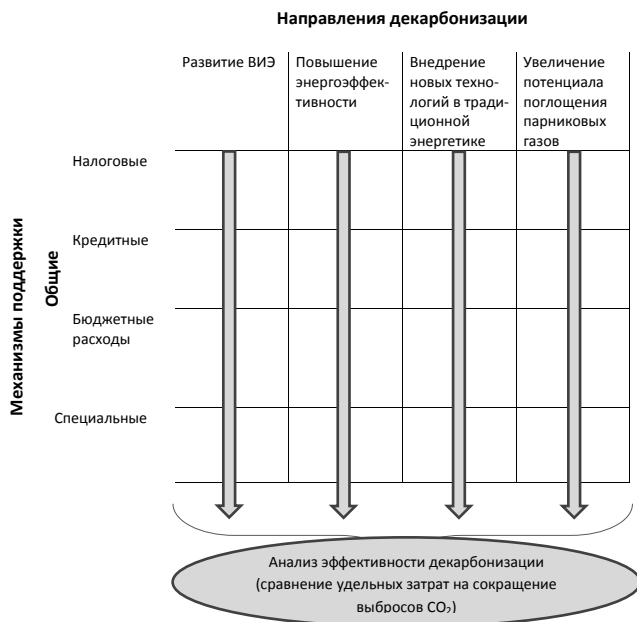 Направления декарбонизации
Развитие ВИЭ
Повышение
энергоэффек-
тивности
Внедрение
новых техно-
логий в тради-
ционной
энергетике
Увеличение
потенциала
поглощения
парниковых
газов
Механизмы поддержки
Общие
Налоговые
Кредитные
Бюджетные
расходы
Специальные
Анализ эффективности декарбонизации
(сравнение удельных затрат на сокращение
выбросов CO₂)